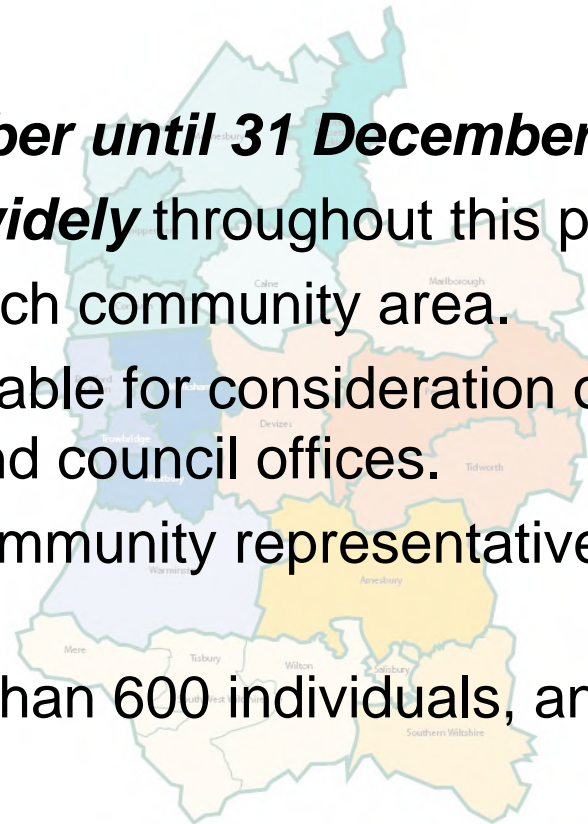 ber until 31 December
videly throughout this p
ch community area.
able for consideration o
nd council offices.
mmunity representative
han 600 individuals, an
Calne
Marlborough
Devizes
Tidworth
Warminster
Amesbury
Mere
Tisbury
Wilton
Salisbury
Southern Wiltshire